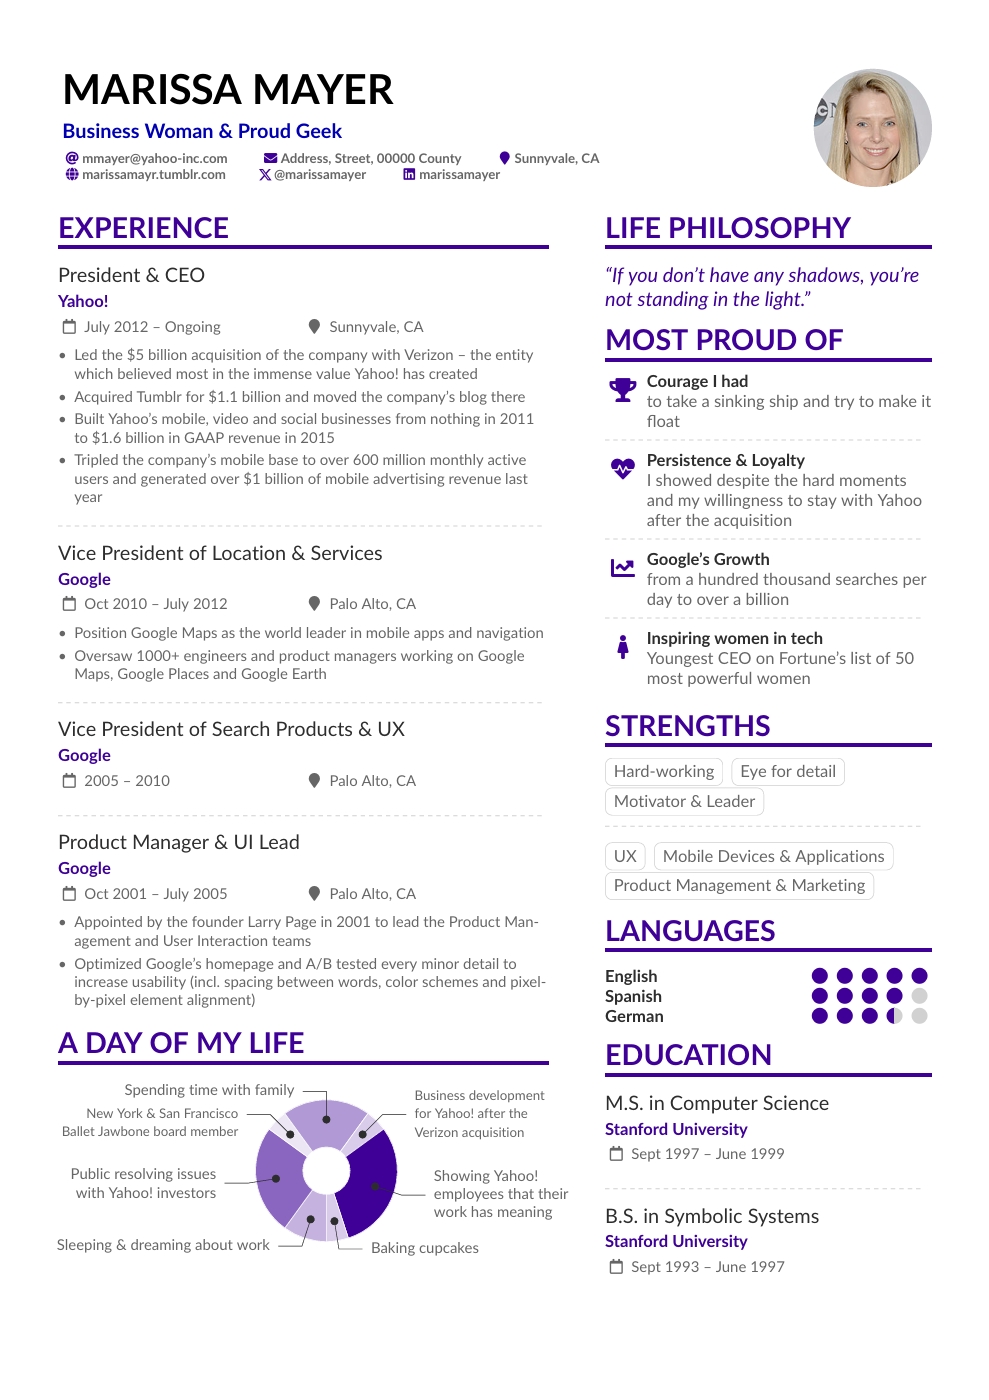 MARISSA MAYER
Business Woman & Proud Geek
mmayer@yahoo-inc.com Address, Street, 00000 County Sunnyvale, CA
marissamayr.tumblr.com @marissamayer marissamayer
EXPERIENCE
President & CEO
Yahoo!
July 2012 – Ongoing Sunnyvale, CA
• Led the $5 billion acquisition of the company with Verizon – the entity
which believed most in the immense value Yahoo! has created
• Acquired Tumblr for $1.1 billion and moved the company’s blog there
• Built Yahoo’s mobile, video and social businesses from nothing in 2011
to $1.6 billion in GAAP revenue in 2015
• Tripled the company’s mobile base to over 600 million monthly active
users and generated over $1 billion of mobile advertising revenue last
year
Vice President of Location & Services
Google
Oct 2010 – July 2012 Palo Alto, CA
• Position Google Maps as the world leader in mobile apps and navigation
• Oversaw 1000+ engineers and product managers working on Google
Maps, Google Places and Google Earth
Vice President of Search Products & UX
Google
2005 – 2010 Palo Alto, CA
Product Manager & UI Lead
Google
Oct 2001 – July 2005 Palo Alto, CA
• Appointed by the founder Larry Page in 2001 to lead the Product Man-
agement and User Interaction teams
• Optimized Google’s homepage and A/B tested every minor detail to
increase usability (incl. spacing between words, color schemes and pixel-
by-pixel element alignment)
A DAY OF MY LIFE
Spending time with family
New York & San Francisco
Ballet Jawbone board member
Public resolving issues
with Yahoo! investors
Sleeping & dreaming about work
Business development
for Yahoo! after the
Verizon acquisition
Showing Yahoo!
employees that their
work has meaning
Baking cupcakes
LIFE PHILOSOPHY
“If you don’t have any shadows, you’re
not standing in the light.”
MOST PROUD OF
Courage I had
to take a sinking ship and try to make it
float
Persistence & Loyalty
I showed despite the hard moments
and my willingness to stay with Yahoo
after the acquisition
Google’s Growth
from a hundred thousand searches per
day to over a billion
Inspiring women in tech
Youngest CEO on Fortune’s list of 50
most powerful women
STRENGTHS
Hard-working Eye for detail
Motivator & Leader
UX Mobile Devices & Applications
Product Management & Marketing
LANGUAGES
English
Spanish
German
EDUCATION
M.S. in Computer Science
Stanford University
Sept 1997 – June 1999
B.S. in Symbolic Systems
Stanford University
Sept 1993 – June 1997